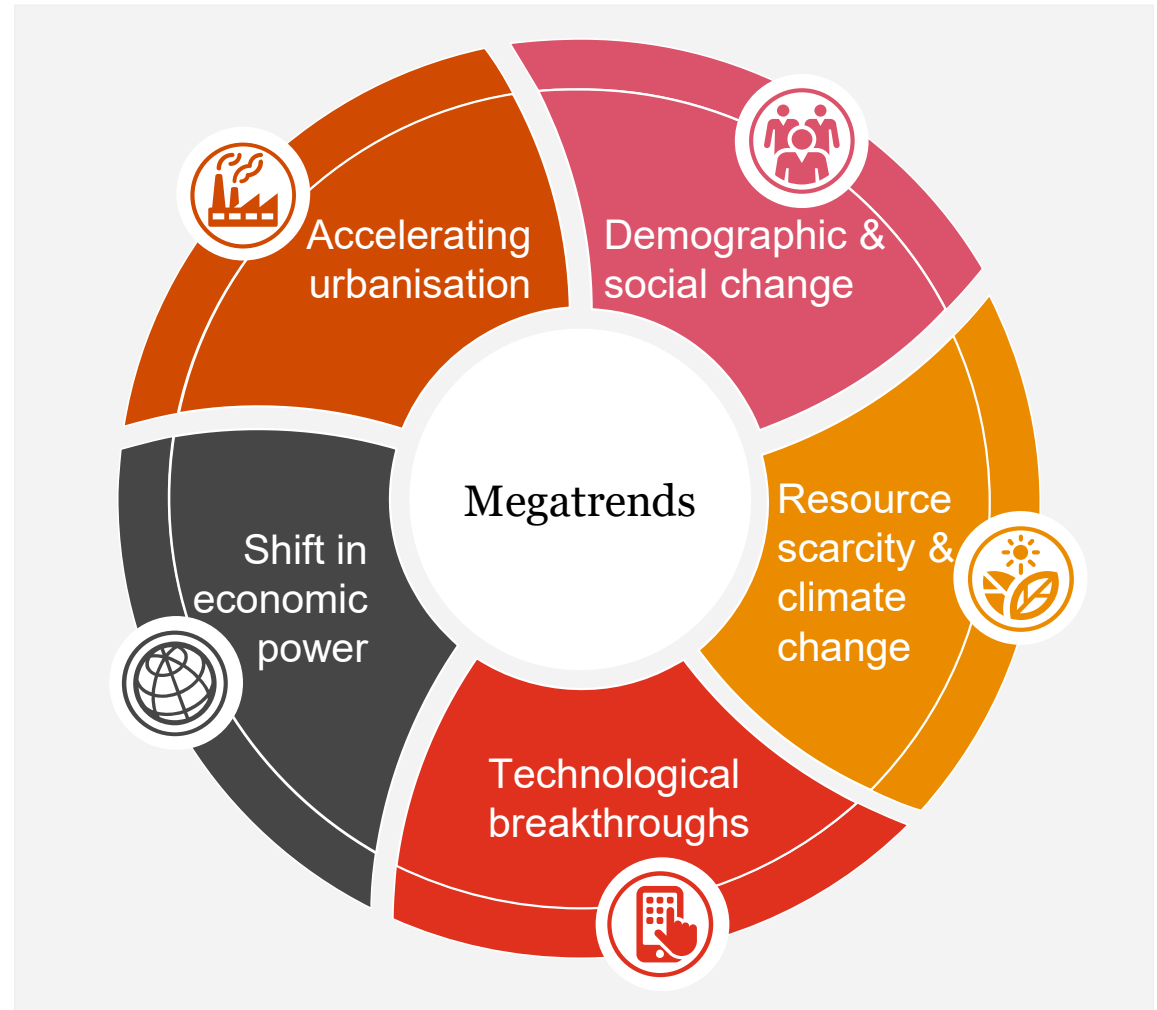 Accelerating
urbanisation
Demographic &
social change
Megatrends
Resource
scarcity &
climate
change
Shift in
economic
power
Technological
breakthroughs